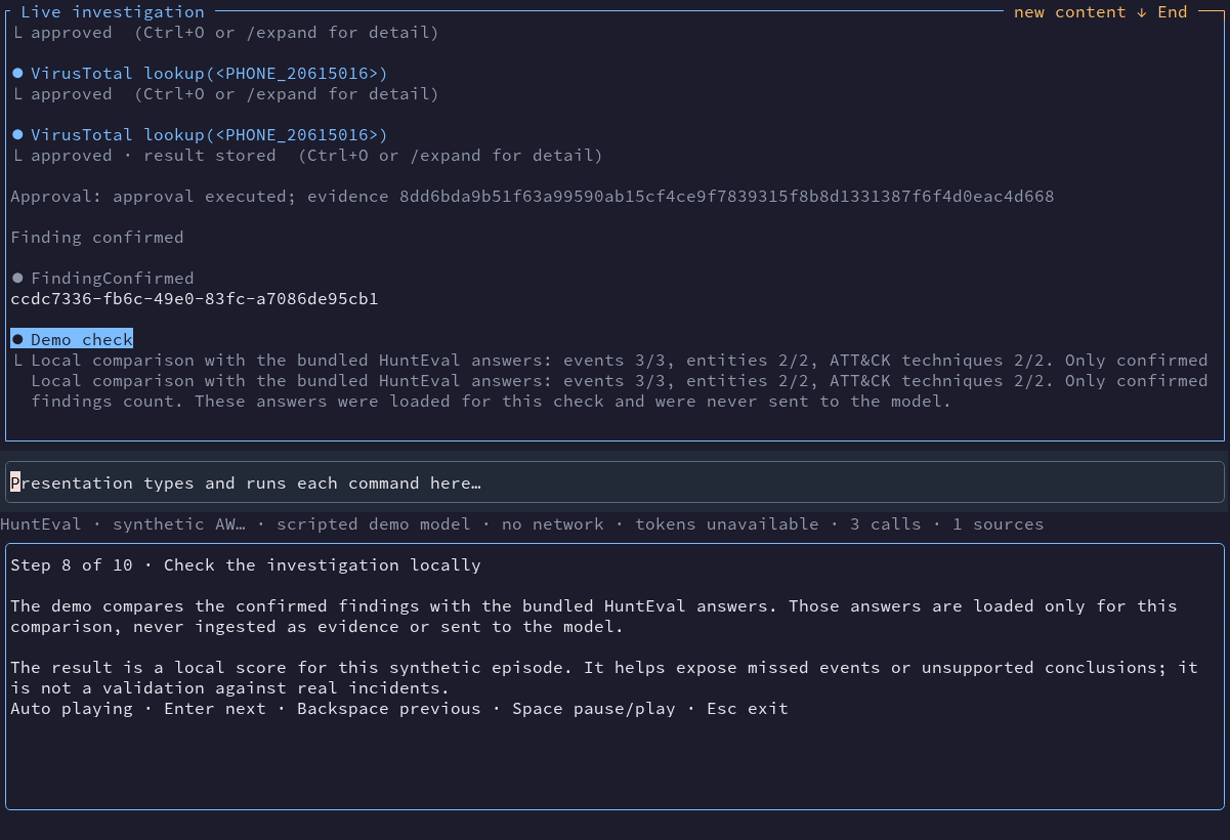 Live investigation new content ↓ End
L approved (Ctrl+O or /expand for detail)
● VirusTotal lookup(<PHONE_20615016>)
L approved (Ctrl+O or /expand for detail)
● VirusTotal lookup(<PHONE_20615016>)
L approved · result stored (Ctrl+O or /expand for detail)
Approval: approval executed; evidence 8dd6bda9b51f63a99590ab15cf4ce9f7839315f8b8d1331387f6f4d0eac4d668
Finding confirmed
● FindingConfirmed
ccdc7336-fb6c-49e0-83fc-a7086de95cb1
● Demo check
L Local comparison with the bundled HuntEval answers: events 3/3, entities 2/2, ATT&CK techniques 2/2. Only confirmed
Local comparison with the bundled HuntEval answers: events 3/3, entities 2/2, ATT&CK techniques 2/2. Only confirmed
findings count. These answers were loaded for this check and were never sent to the model.
Presentation types and runs each command here…
HuntEval · synthetic AW… · scripted demo model · no network · tokens unavailable · 3 calls · 1 sources
Step 8 of 10 · Check the investigation locally
The demo compares the confirmed findings with the bundled HuntEval answers. Those answers are loaded only for this
comparison, never ingested as evidence or sent to the model.
The result is a local score for this synthetic episode. It helps expose missed events or unsupported conclusions; it
is not a validation against real incidents.
Auto playing · Enter next · Backspace previous · Space pause/play · Esc exit